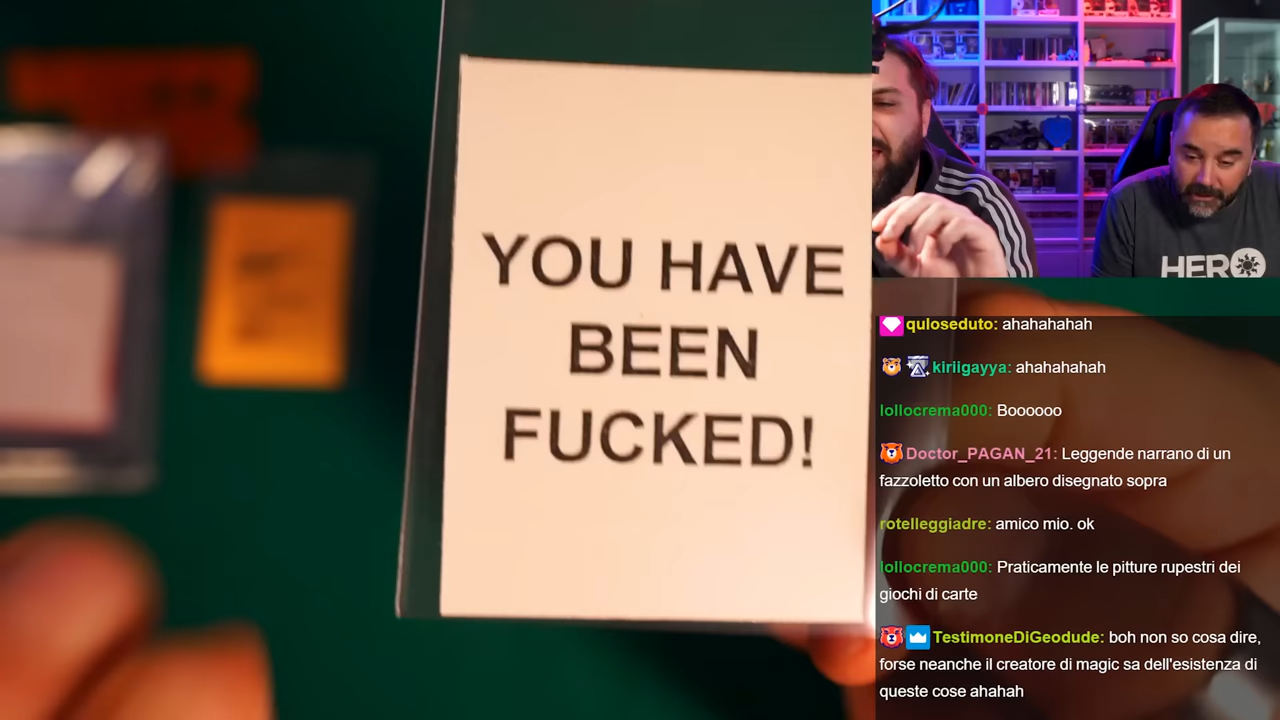 YOU HAVE
BEEN
FUCKED!
HERO
quloseduto: ahahahahah
kiriigayya: ahahahahah
lollocrema000: Boooooo
Doctor_PAGAN_21: Leggende narrano di un
fazzoletto con un albero disegnato sopra
rotelleggiadre: amico mio. ok
lollocrema000: Praticamente le pitture rupestri dei
giochi di carte
TestimoneDiGeodude: boh non so cosa dire,
forse neanche il creatore di magic sa dell'esistenza di
queste cose ahahah